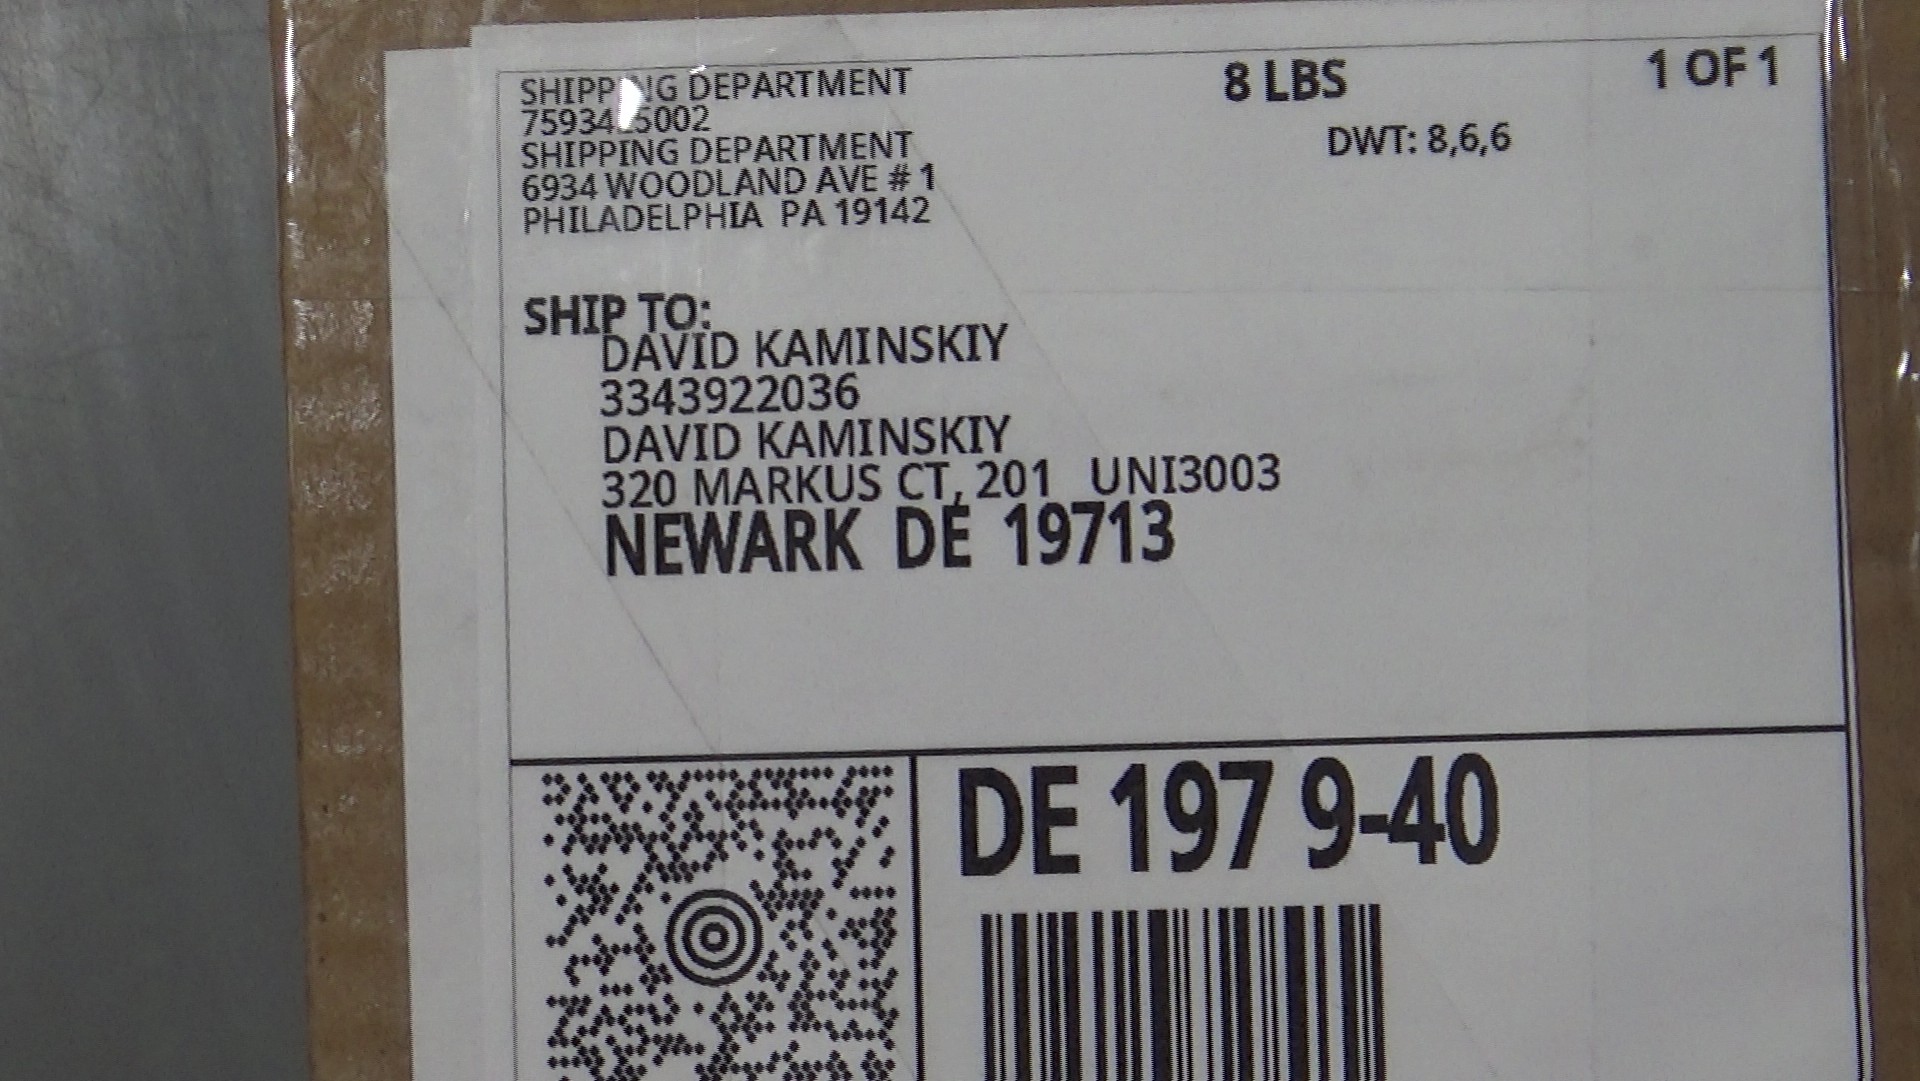 SHIPPING DEPARTMENT
8 LBS
1 OF 1
SHIPPING DEPARTMENT
DWT: 8,6,6
6934 WOODLAND AVE # 1
PHILADELPHIA PA 19142
SHIP TO:
DAVID KAMINSKIY
3343922036
DAVID KAMINSKIY
320 MARKUS CT, 201 UNI3003
NEWARK DE 19713
DE 197 9-40